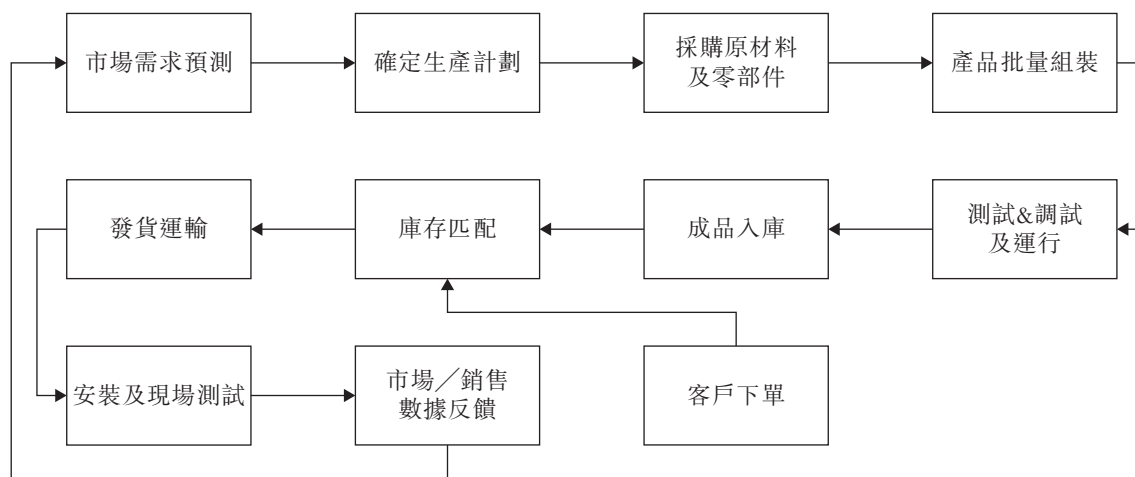 市場需求預測
確定生產計劃
採購原材料
及零部件
產品批量組裝
發貨運輸
庫存匹配
成品入庫
測試&調試
及運行
安裝及現場測試
市場／銷售
數據反饋
客戶下單